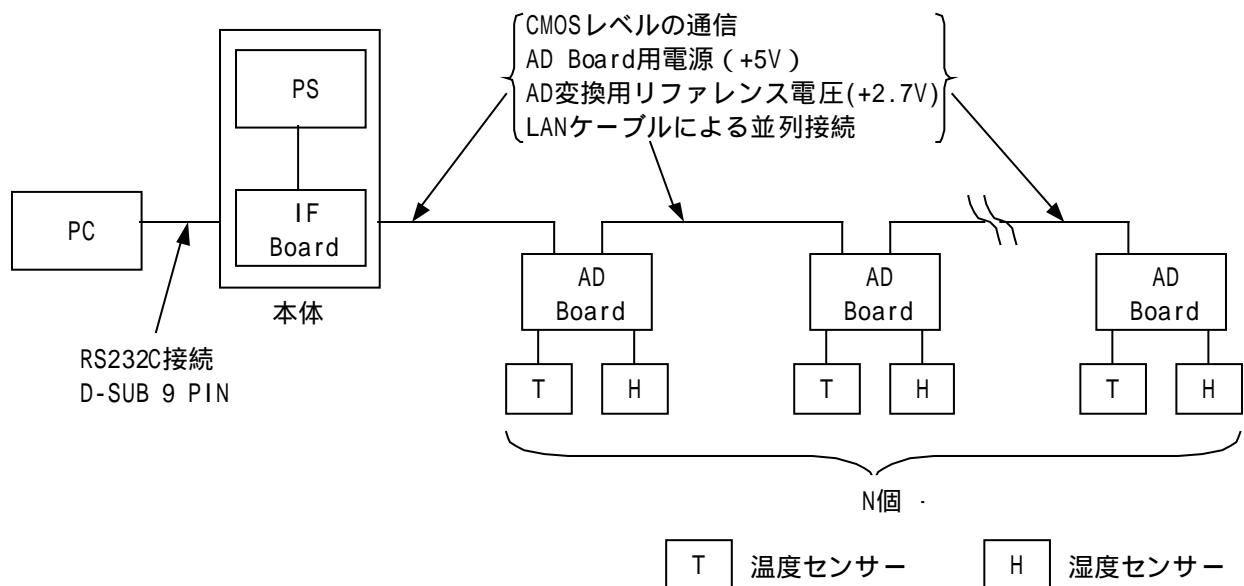 CMOSレベルの通信
AD Board用電源(+5V)
AD変換用リファレンス電圧(+2.7V)
LANケーブルによる並列接続
PS
IF
Board
PC
本体
RS232C接続
D-SUB 9 PIN
AD
Board
AD
Board
AD
Board
T
H
T
H
T
H
N個
T
温度センサー
H
湿度センサー